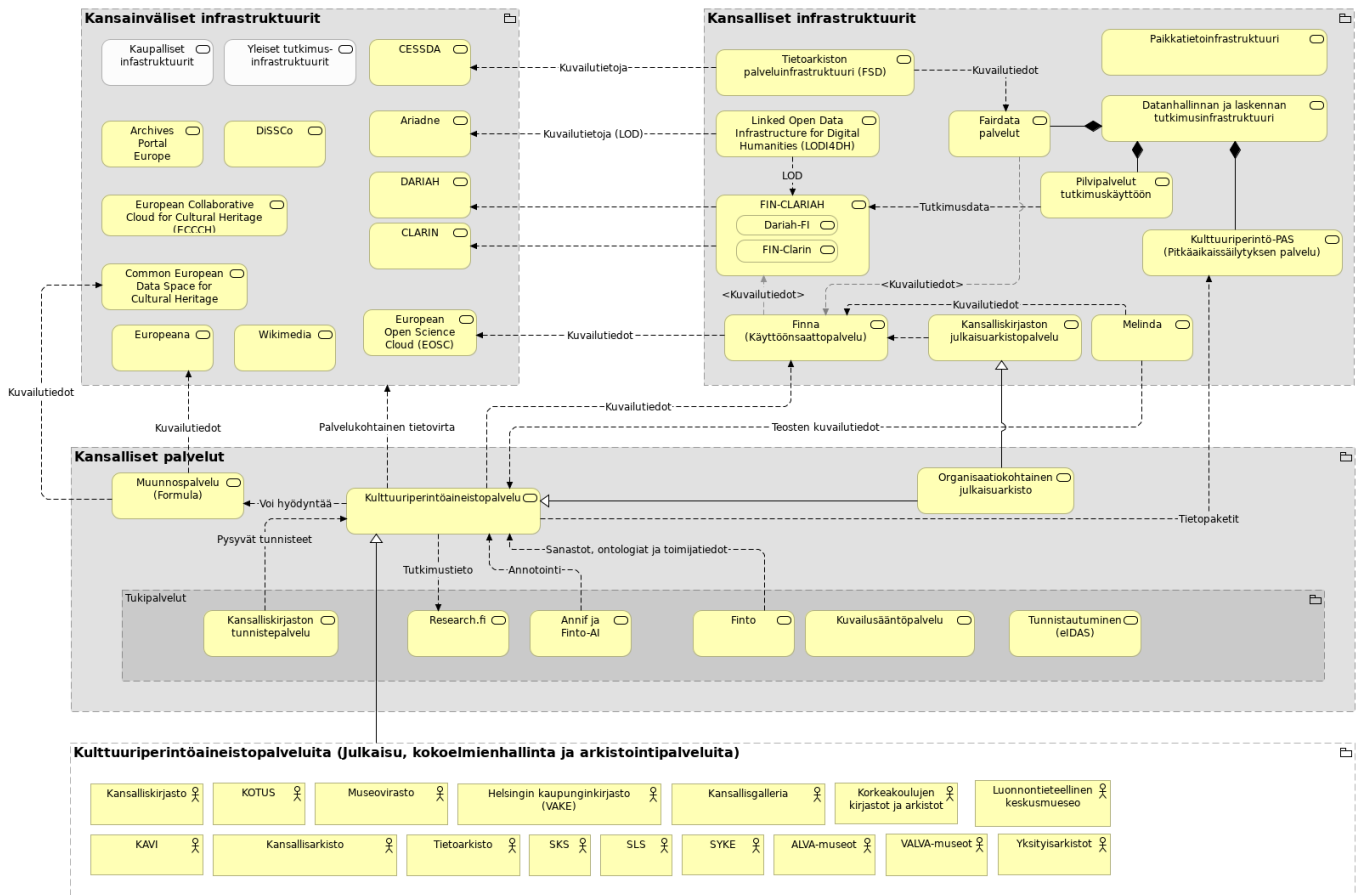 Kansainväliset infrastruktuurit
Kaupalliset
infastruktuurit
Yleiset tutkimus-
infrastruktuurit
CESSDA
Archives
Portal
Europe
DiSSCo
Ariadne
European Collaborative
Cloud for Cultural Heritage
(ECCCH)
DARIAH
CLARIN
Common European
Data Space for
Cultural Heritage
Europeana
Wikimedia
European
Open Science
Cloud (EOSC)
Kuvailutietoja
Kuvailutietoja (LOD)
Kuvailutiedot
Kansalliset infrastruktuurit
Tietoarkiston
palveluinfrastruktuuri (FSD)
Kuvailutiedot
Paikkatietoinfrastruktuuri
Linked Open Data
Infrastructure for Digital
Humanities (LODI4DH)
Fairdata
palvelut
Datanhallinnan ja laskennan
tutkimusinfrastruktuuri
LOD
Pilvipalvelut
tutkimuskäyttöön
FIN-CLARIAH
Dariah-FI
FIN-Clarin
Tutkimusdata
Kulttuuriperintö-PAS
(Pitkäaikaissäilytyksen palvelu)
<Kuvailutiedot>
<Kuvailutiedot>
Kuvailutiedot
Finna
(Käyttöönsaattopalvelu)
Kansalliskirjaston
julkaisuarkistopalvelu
Melinda
Kuvailutiedot
Kuvailutiedot
Palvelukohtainen tietovirta
Kuvailutiedot
Teosten kuvailutiedot
Kansalliset palvelut
Muunnospalvelu
(Formula)
Voi hyödyntää
Kulttuuriperintöaineistopalvelu
Organisaatiokohtainen
julkaisuarkisto
Tietopaketit
Pysyvät tunnisteet
Sanastot, ontologiat ja toimijatiedot
Tutkimustieto
Annotointi
Tukipalvelut
Kansalliskirjaston
tunnistepalvelu
Research.fi
Annif ja
Finto-AI
Finto
Kuvailusääntöpalvelu
Tunnistautuminen
(eIDAS)
Kulttuuriperintöaineistopalveluita (Julkaisu, kokoelmienhallinta ja arkistointipalveluita)
Kansalliskirjasto
KOTUS
Museovirasto
Helsingin kaupunginkirjasto
(VAKE)
Kansallisgalleria
Korkeakoulujen
kirjastot ja arkistot
Luonnontieteellinen
keskusmueseo
KAVI
Kansallisarkisto
Tietoarkisto
SKS
SLS
SYKE
ALVA-museot
VALVA-museot
Yksityisarkistot